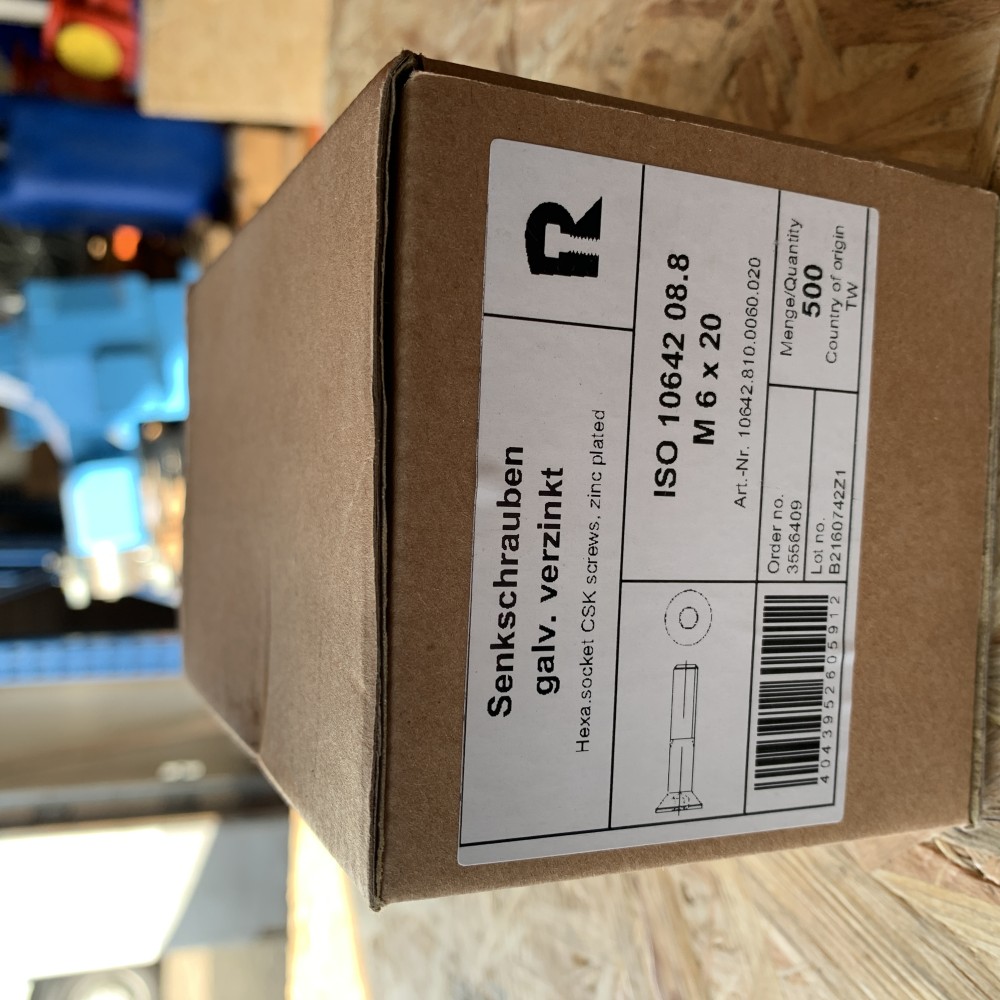 Senkschrauben
galv. verzinkt
Hexa.socket CSK screws, zinc plated
R
ISO 10642 08.8
M 6 x 20
Art.-Nr. 10642.810.0060.020
4043952605912
Order no.
3556409
Lot no.
B2160742Z1
Menge/Quantity
500
Country of origin
TW